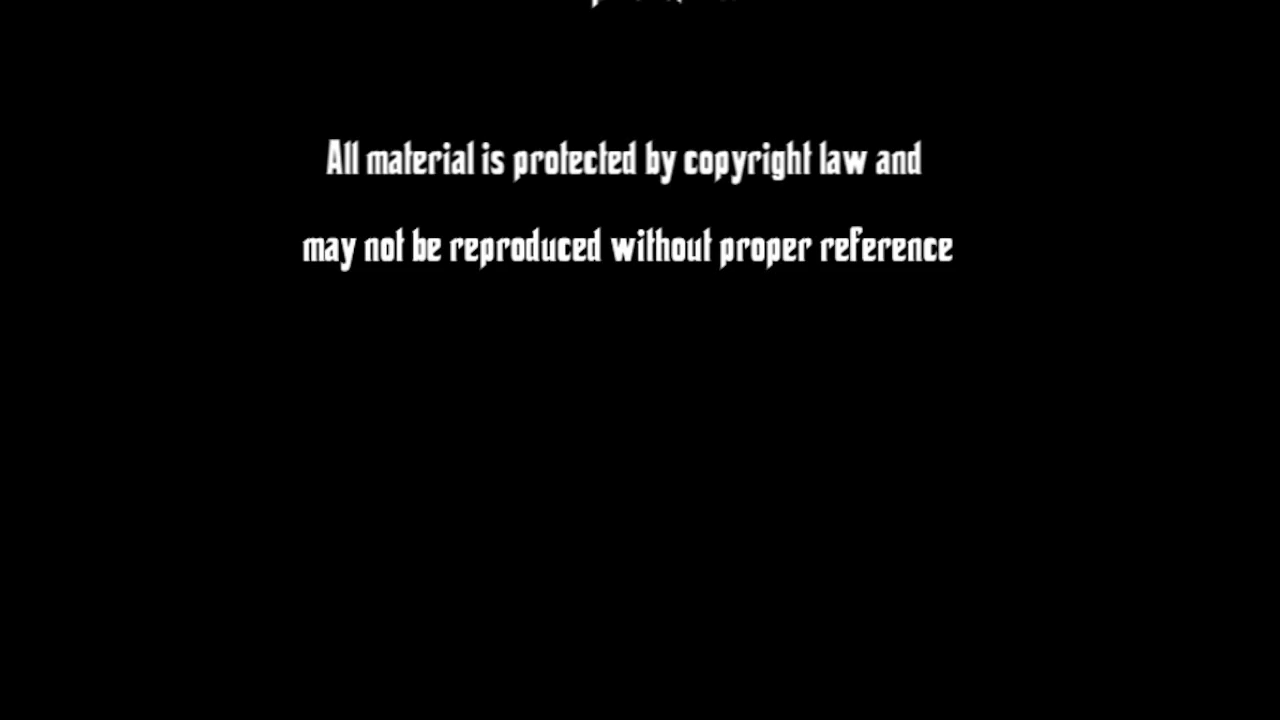 All material is protected by copyright law and
may not be reproduced without proper reference